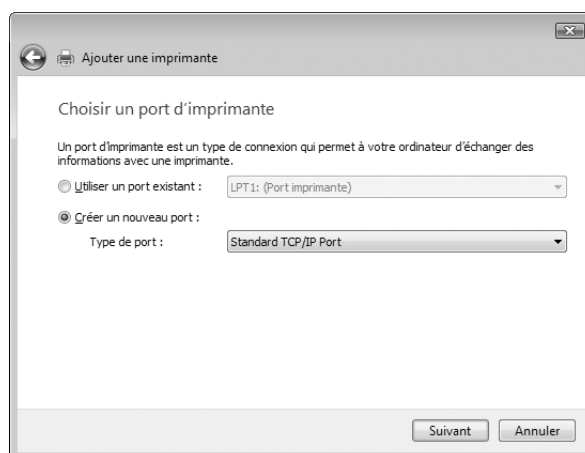 Ajouter une imprimante
Choisir un port d'imprimante
Un port d'imprimante est un type de connexion qui permet à votre ordinateur d'échanger des
informations avec une imprimante.
Utiliser un port existant :
LPT1: (Port imprimante)
Créer un nouveau port :
Type de port :
Standard TCP/IP Port
Suivant
Annuler